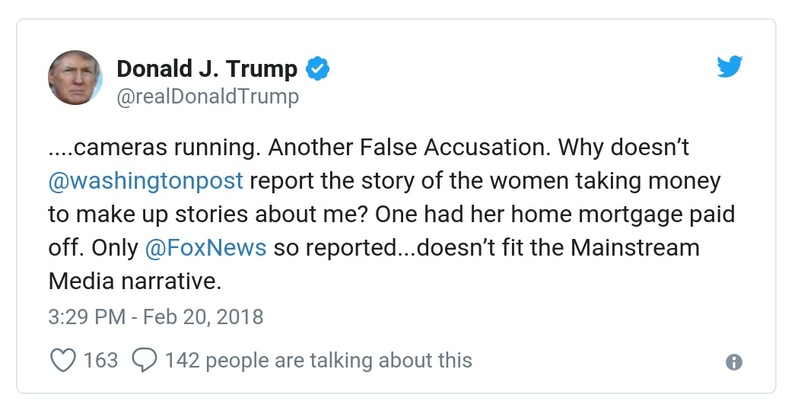 Donald J. Trump
@realDonaldTrump
....cameras running. Another False Accusation. Why doesn’t
@washingtonpost report the story of the women taking money
to make up stories about me? One had her home mortgage paid
off. Only @FoxNews so reported...doesn’t fit the Mainstream
Media narrative.
3:29 PM - Feb 20, 2018
163 142 people are talking about this